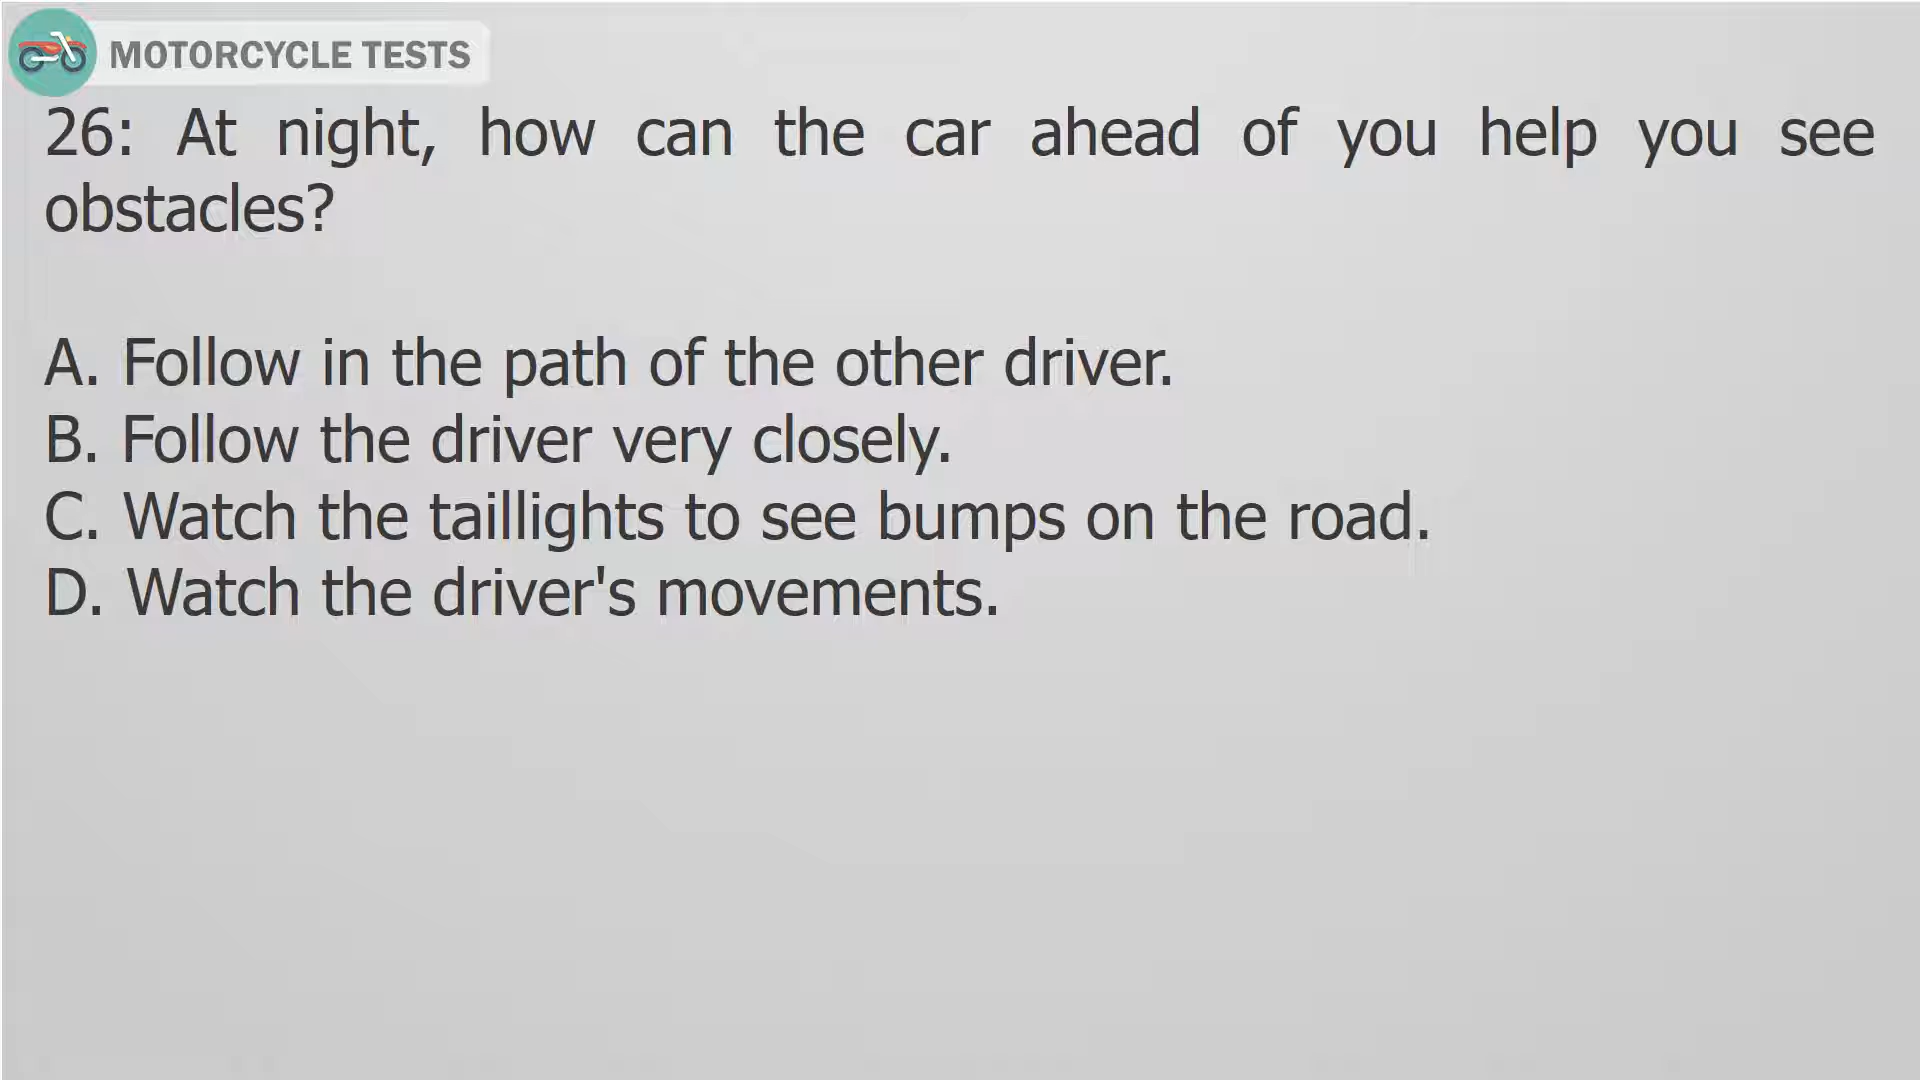 MOTORCYCLE TESTS
26: At night, how can the car ahead of you help you see
obstacles?
A. Follow in the path of the other driver.
B. Follow the driver very closely.
C. Watch the taillights to see bumps on the road.
D. Watch the driver's movements.